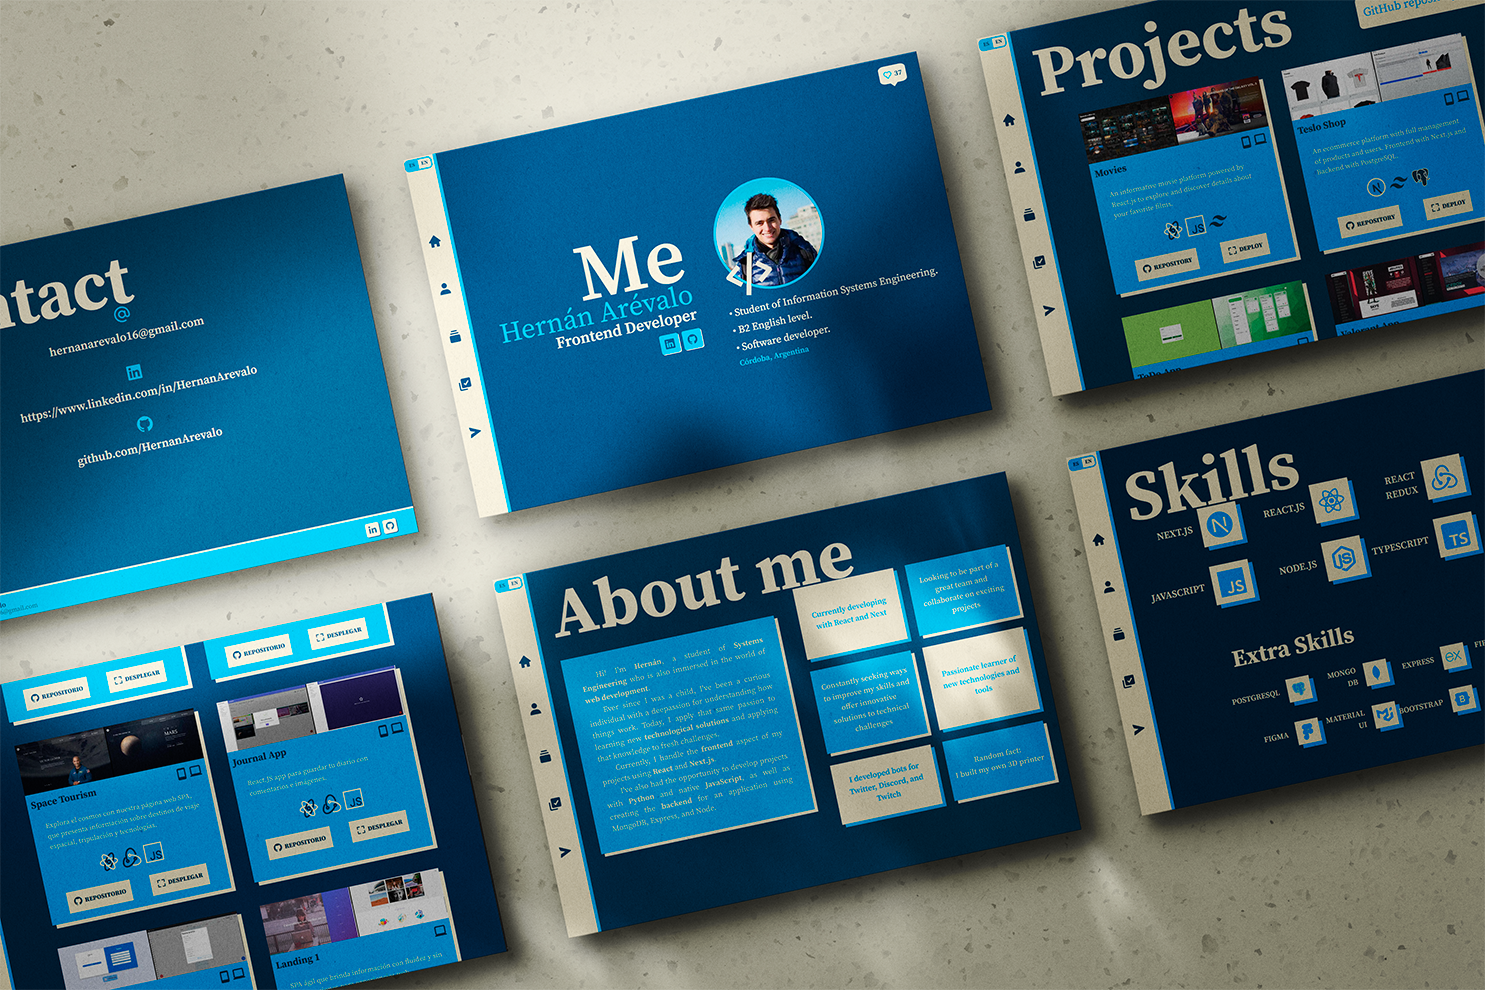 ntact
@
hernanarevalo16@gmail.com
https://www.linkedin.com/in/HernanArevalo
github.com/HernanArevalo
ES EN
37
Me
Hernán Arévalo
Frontend Developer
• Student of Information Systems Engineering.
• B2 English level.
• Software developer.
Córdoba, Argentina
ES EN
Projects
GitHub reposi
Movies
An informative movie platform powered by
React.js to explore and discover details about
your favorite films.
JS
REPOSITORY
DEPLOY
Teslo Shop
An ecommerce platform with full management
of products and users. Frontend with Next.js and
Backend with PostgreSQL.
N
REPOSITORY
DEPLOY
ToDo App
Valorant App
REPOSITORIO
DESPLEGAR
REPOSITORIO
DESPLEGAR
MARS
Space Tourism
Explora el cosmos con nuestra página web SPA,
que presenta información sobre destinos de viaje
espacial, tripulación y tecnologías.
JS
REPOSITORIO
DESPLEGAR
Journal App
React.JS app para guardar tu diario con
comentarios e imágenes.
JS
REPOSITORIO
DESPLEGAR
Landing 1
SPA ágil que brinda información con fluidez y sin
ES EN
About me
Hi! I'm Hernán, a student of Systems
Engineering who is also immersed in the world of
web development.
Ever since I was a child, I've been a curious
individual with a deepassion for understanding how
things work. Today, I apply that same passion to
learning new technological solutions and applying
that knowledge to fresh challenges.
Currently, I handle the frontend aspect of my
projects using React and Next.js.
I've also had the opportunity to develop projects
with Python and native JavaScript, as well as
creating the backend for an application using
MongoDB, Express, and Node.
Currently developing
with React and Next
Looking to be part of a
great team and
collaborate on exciting
projects
Constantly seeking ways
to improve my skills and
offer innovative
solutions to technical
challenges
Passionate learner of
new technologies and
tools
I developed bots for
Twitter, Discord, and
Twitch
Random fact:
I built my own 3D printer
ES EN
Skills
NEXT.JS
N
REACT.JS
REACT
REDUX
JAVASCRIPT
JS
NODE.JS
JS
TYPESCRIPT
TS
Extra Skills
POSTGRESQL
MONGO
DB
EXPRESS
ex
FI
FIGMA
MATERIAL
UI
BOOTSTRAP
B